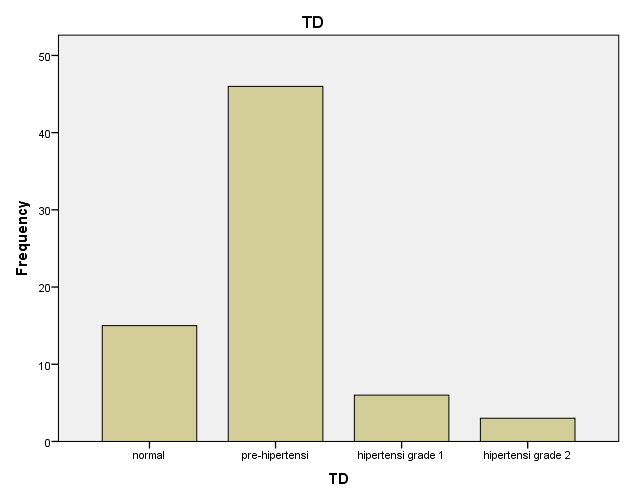 TD
50
40
30
20
10
0
Frequency
normal
pre-hipertensi
hipertensi grade 1
hipertensi grade 2
TD